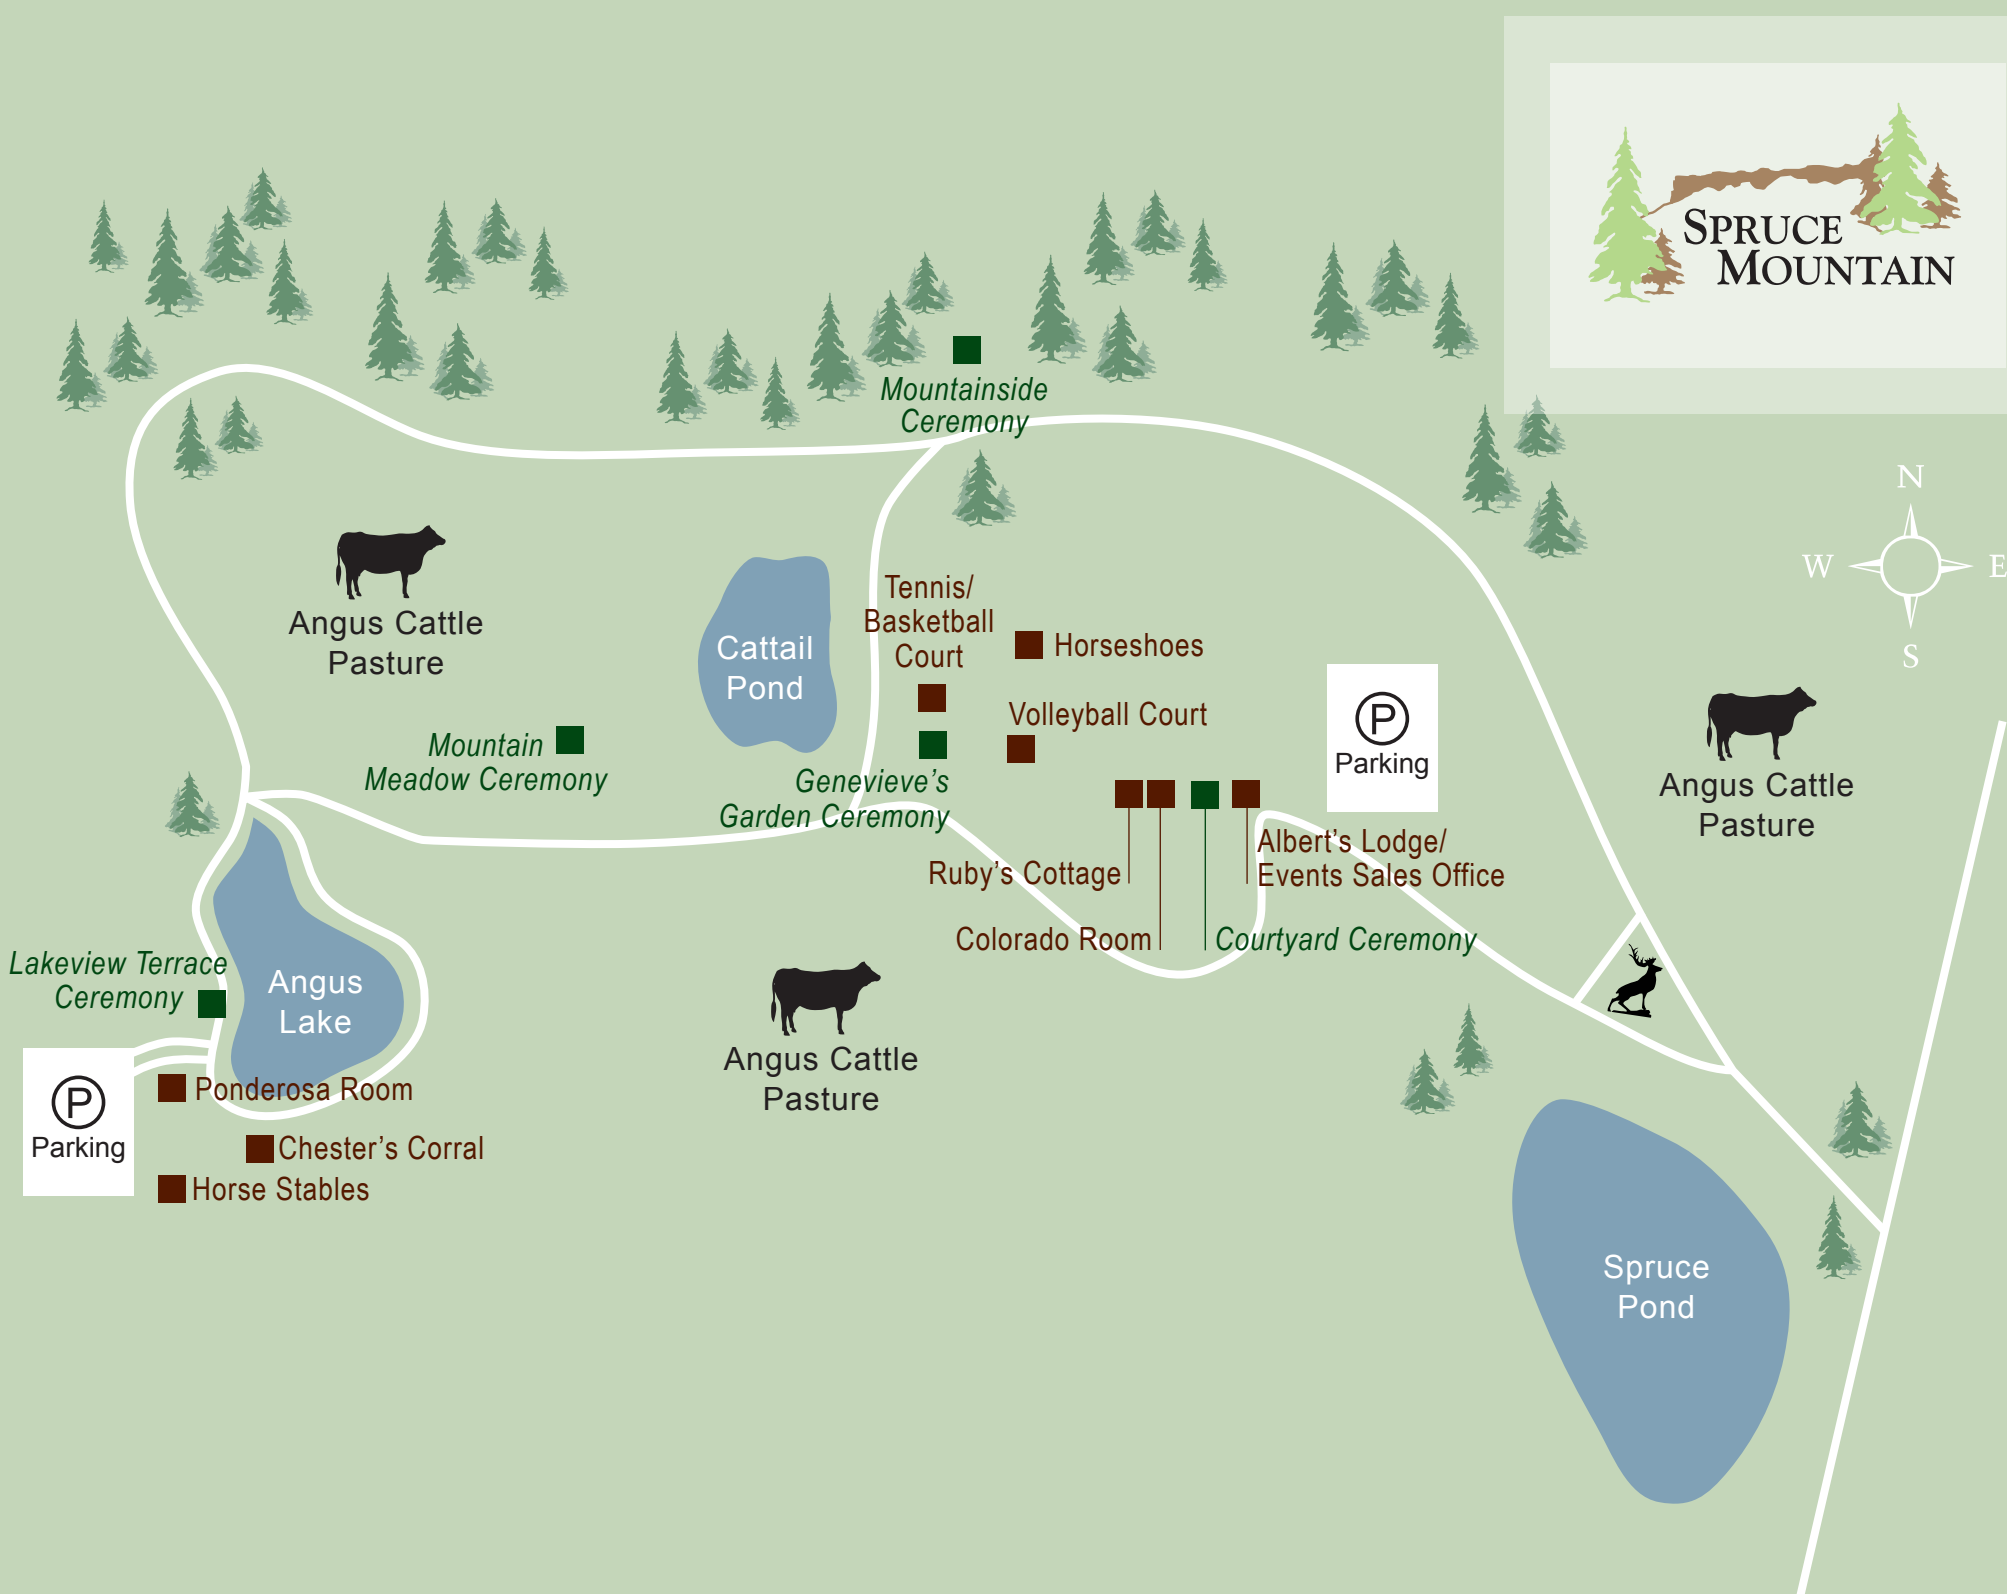 SPRUCE
MOUNTAIN
Mountainside
Ceremony
N
W
E
S
Angus Cattle
Pasture
Cattail
Pond
Tennis/
Basketball
Court
Horseshoes
Volleyball Court
P
Parking
Angus Cattle
Pasture
Mountain
Meadow Ceremony
Genevieve's
Garden Ceremony
Ruby's Cottage
Albert's Lodge/
Events Sales Office
Colorado Room
Courtyard Ceremony
Lakeview Terrace
Ceremony
Angus
Lake
Angus Cattle
Pasture
P
Parking
Ponderosa Room
Chester's Corral
Horse Stables
Spruce
Pond